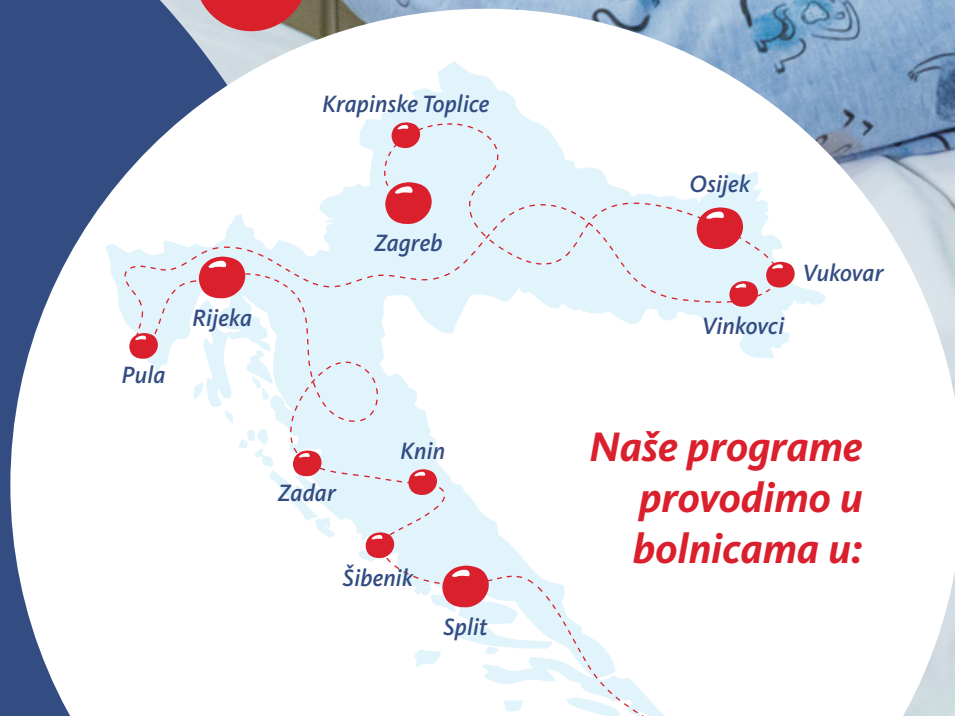 Krapinske Toplice
Osijek
Zagreb
Vukovar
Rijeka
Vinkovci
Pula
Naše programe
provodimo u
bolnicama u:
Knin
Zadar
Šibenik
Split